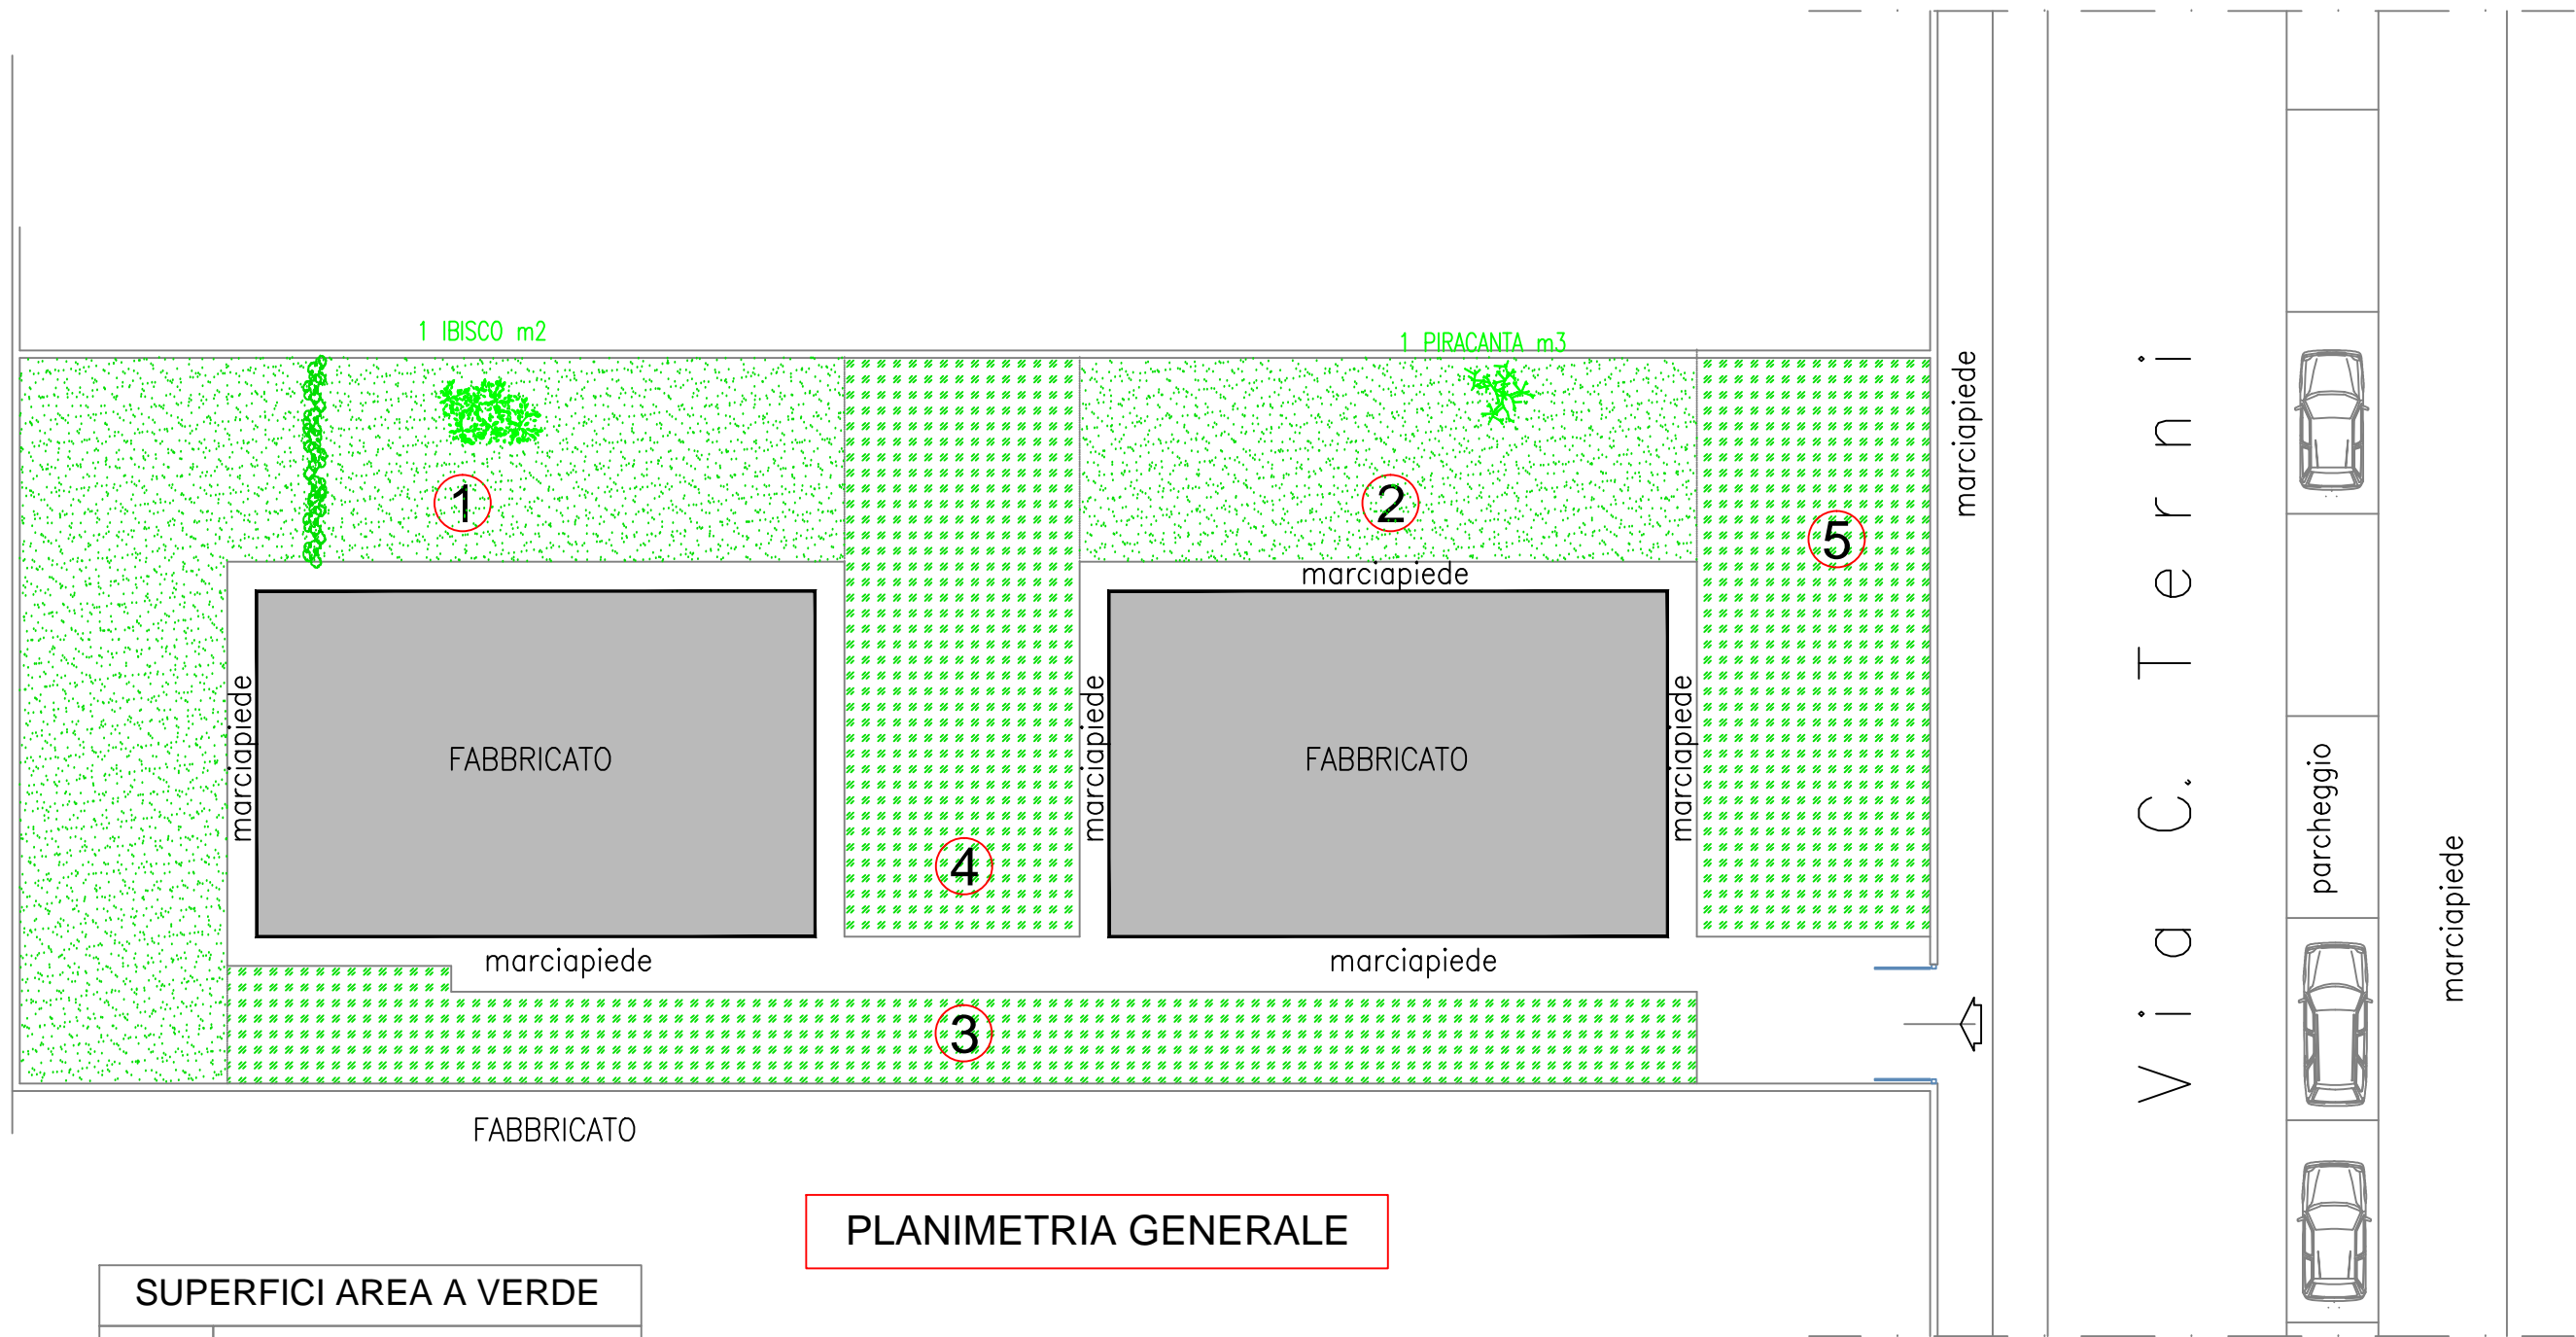 1 IBISCO m2
1 PIRACANTA m3
1
2
5
marciapiede
marciapiede
marciapiede
FABBRICATO
marciapiede
FABBRICATO
marciapiede
4
marciapiede
marciapiede
3
FABBRICATO
Via C. Terni
parcheggio
marciapiede
PLANIMETRIA GENERALE
SUPERFICI AREA A VERDE